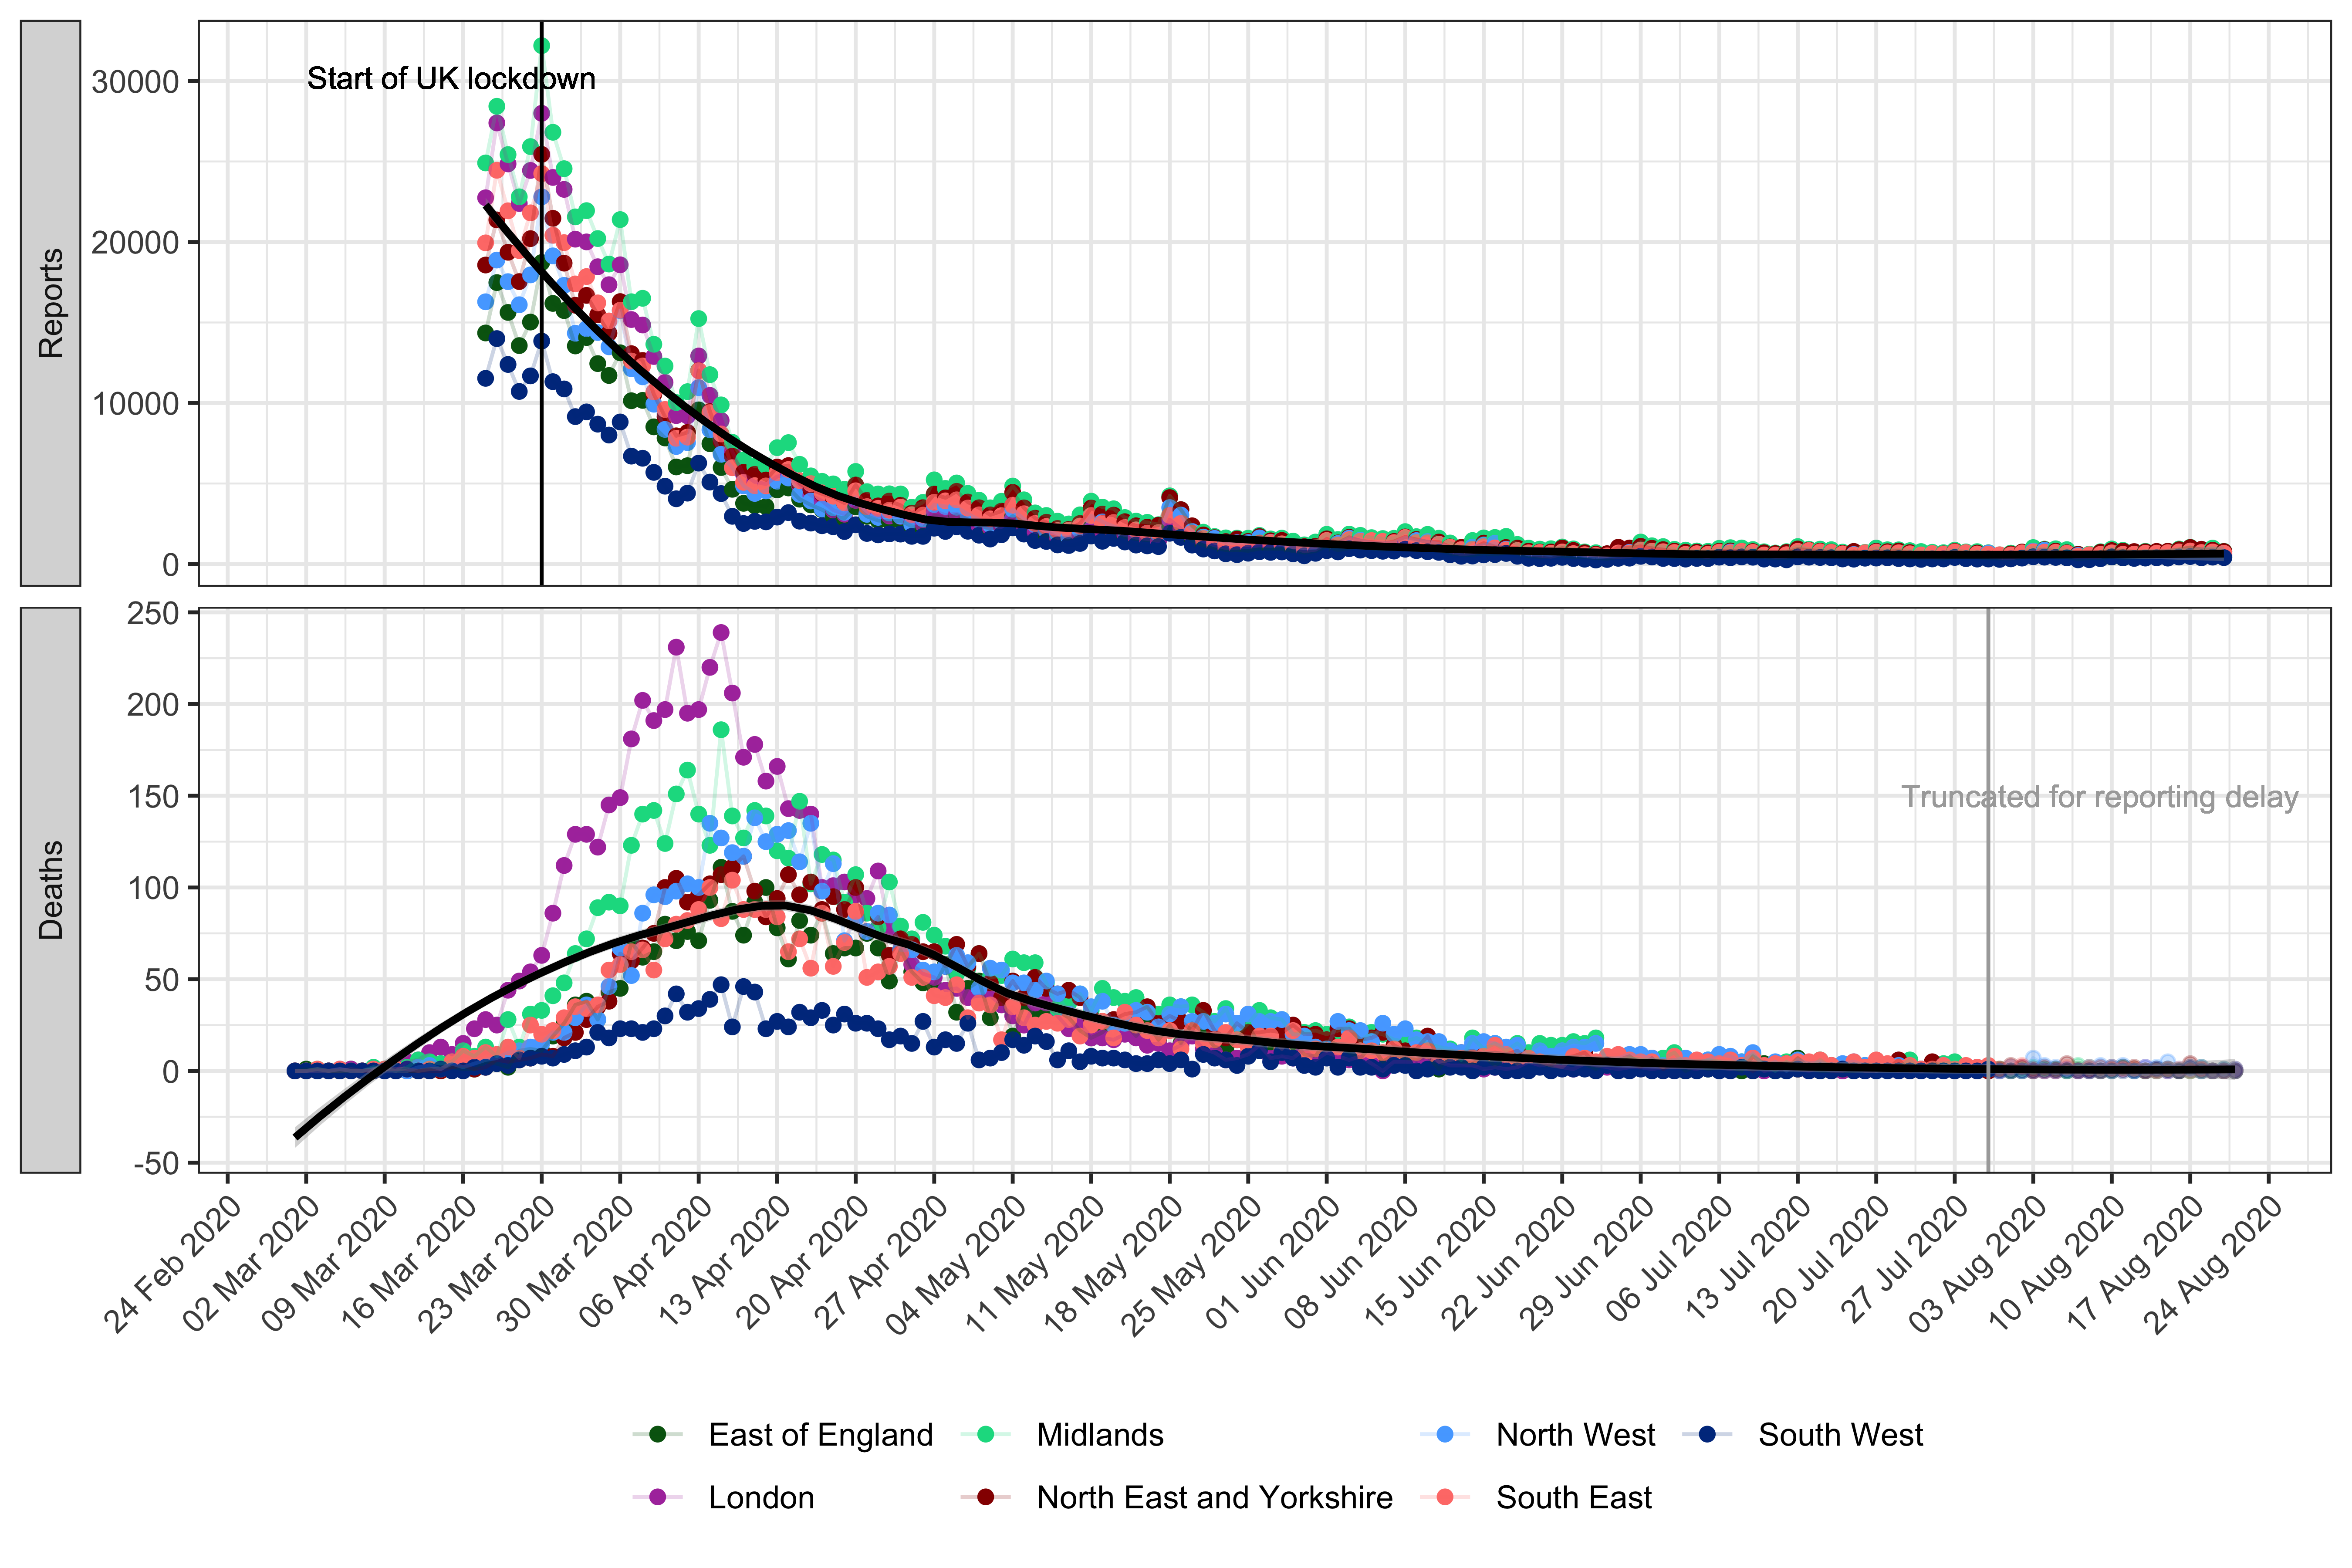 Start of UK lockdown
Reports
30000
20000
10000
0
Deaths
250
200
150
100
50
0
-50
Truncated for reporting delay
24 Feb 2020
02 Mar 2020
09 Mar 2020
16 Mar 2020
23 Mar 2020
30 Mar 2020
06 Apr 2020
13 Apr 2020
20 Apr 2020
27 Apr 2020
04 May 2020
11 May 2020
18 May 2020
25 May 2020
01 Jun 2020
08 Jun 2020
15 Jun 2020
22 Jun 2020
29 Jun 2020
06 Jul 2020
13 Jul 2020
20 Jul 2020
27 Jul 2020
03 Aug 2020
10 Aug 2020
17 Aug 2020
24 Aug 2020
East of England
Midlands
North West
South West
London
North East and Yorkshire
South East